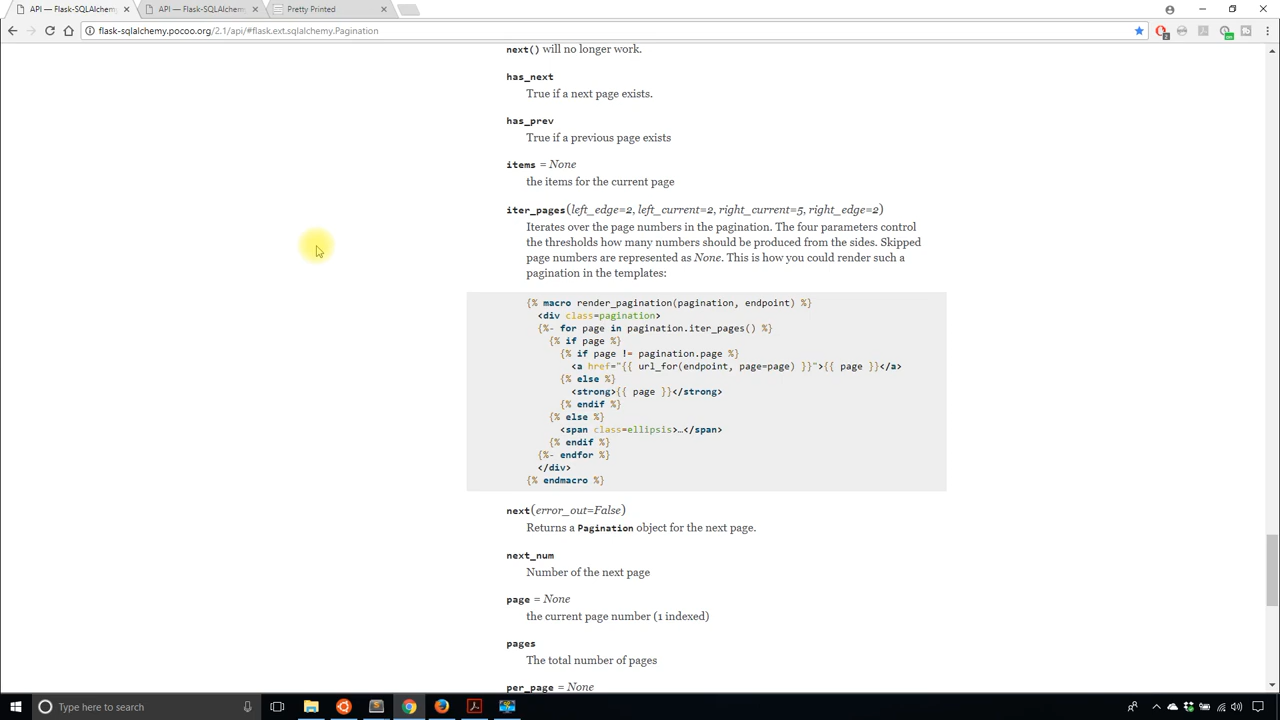 API — Flask-SQLAlchemy
API — Flask-SQLAlchemy
Pretty Printed
flask-sqlalchemy.pocoo.org/2.1/api/#flask.ext.sqlalchemy.Pagination
next() will no longer work.
has_next
True if a next page exists.
has_prev
True if a previous page exists
items = None
the items for the current page
iter_pages(left_edge=2, left_current=2, right_current=5, right_edge=2)
Iterates over the page numbers in the pagination. The four parameters control
the thresholds how many numbers should be produced from the sides. Skipped
page numbers are represented as None. This is how you could render such a
pagination in the templates:
{% macro render_pagination(pagination, endpoint) %}
<div class=pagination>
{%- for page in pagination.iter_pages() %}
{% if page %}
{% if page != pagination.page %}
<a href="{{ url_for(endpoint, page=page) }}">{{ page }}</a>
{% else %}
<strong>{{ page }}</strong>
{% endif %}
{% else %}
<span class=ellipsis>…</span>
{% endif %}
{%- endfor %}
</div>
{% endmacro %}
next(error_out=False)
Returns a Pagination object for the next page.
next_num
Number of the next page
page = None
the current page number (1 indexed)
pages
The total number of pages
per_page = None
Type here to search